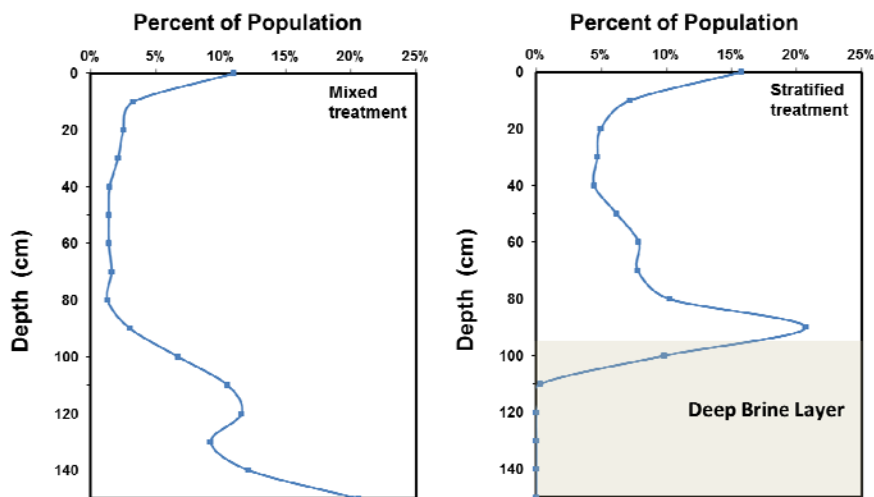 Percent of Population
0% 5% 10% 15% 20% 25%
0
20
40
60
80
100
120
140
Depth (cm)
Mixed
treatment
Percent of Population
0% 5% 10% 15% 20% 25%
0
20
40
60
80
100
120
140
Depth (cm)
Stratified
treatment
Deep Brine Layer